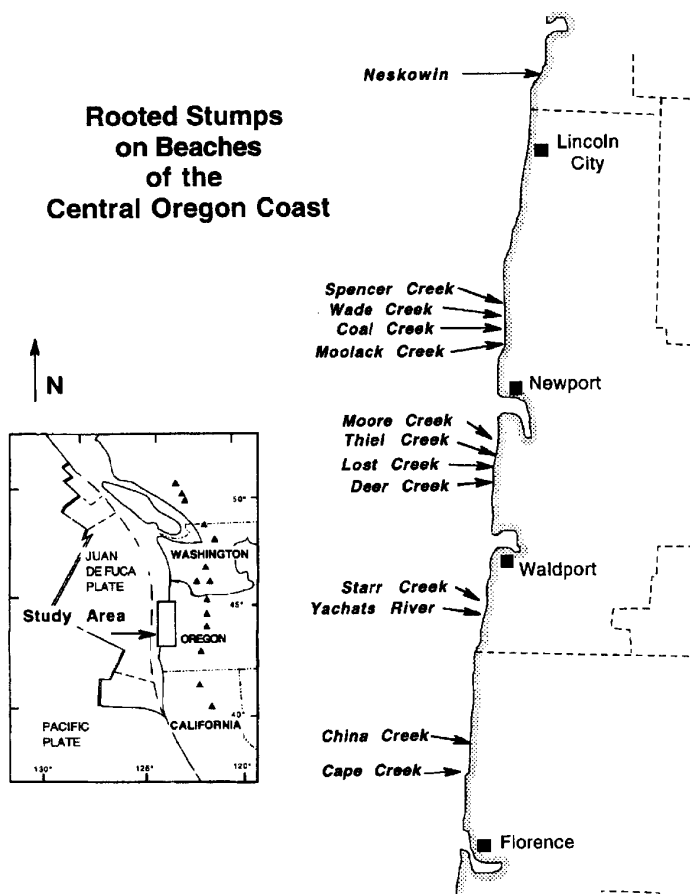 Rooted Stumps
on Beaches
of the
Central Oregon Coast
N
Neskowin
Lincoln
City
Spencer Creek
Wade Creek
Coal Creek
Moolack Creek
Newport
Moore Creek
Thiel Creek
Lost Creek
Deer Creek
Waldport
Starr Creek
Yachats River
China Creek
Cape Creek
Florence
50°
WASHINGTON
JUAN
DE FUCA
PLATE
45°
Study Area
OREGON
40°
CALIFORNIA
PACIFIC
PLATE
130°
125°
120°